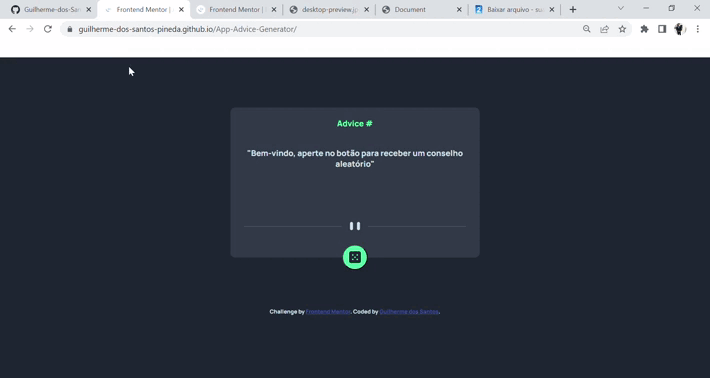 Guilherme-dos-San
Frontend Mentor |
Frontend Mentor | 
desktop-preview.j
Document
Baixar arquivo - su
guilherme-dos-santos-pineda.github.io/App-Advice-Generator/
Advice #
"Bem-vindo, aperte no botão para receber um conselho
aleatório"
Challenge by Frontend Mentor. Coded by Guilherme dos Santos.